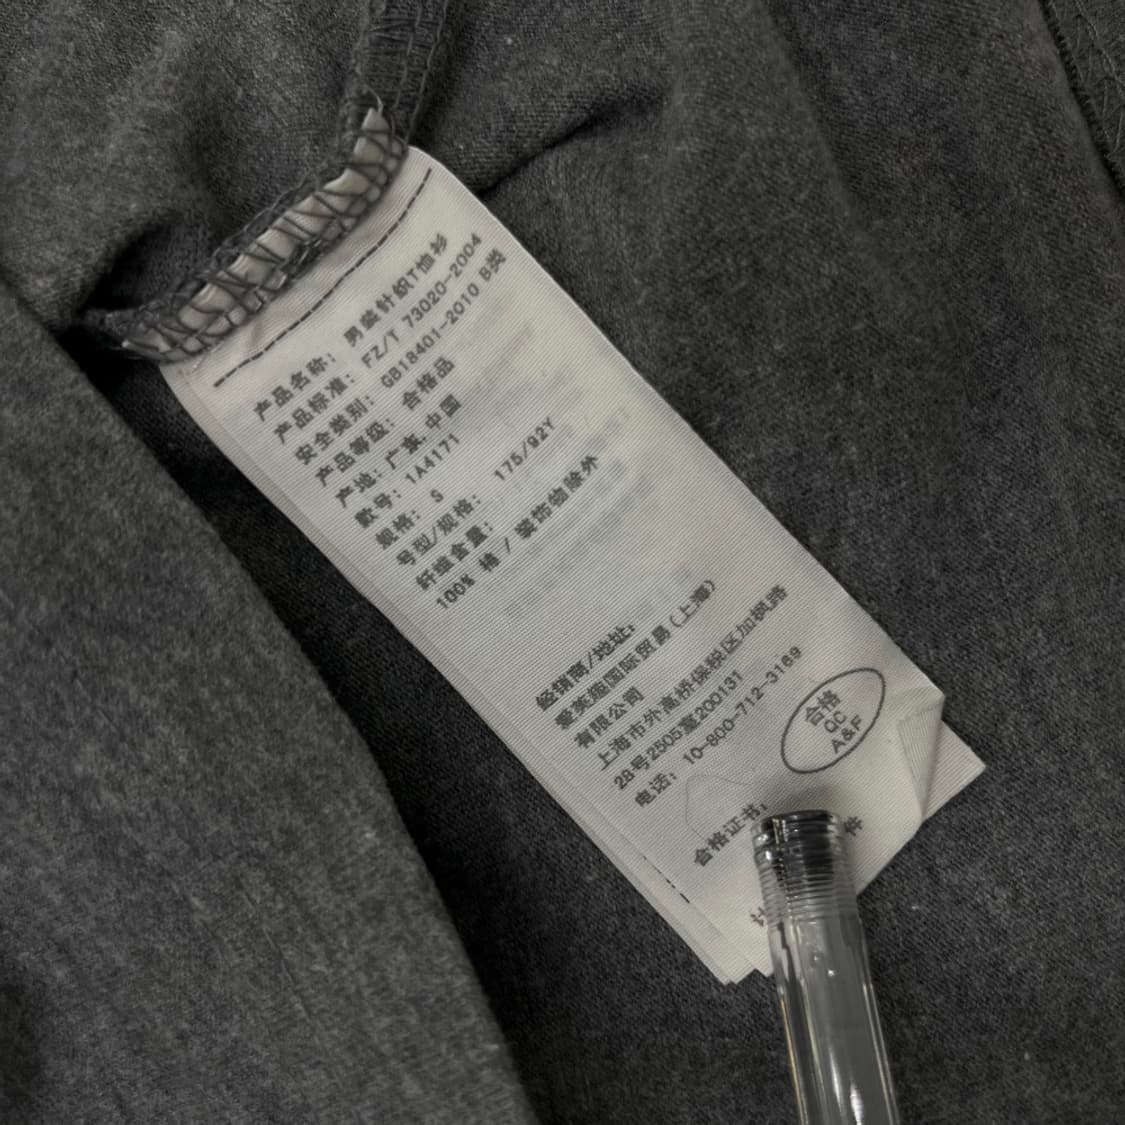 产品名称: 男装针织T恤衫
产品标准: FZ/T 73020-2004
安全类别: GB18401-2010 B类
产品等级: 合格品
产地: 广东,中国
款号: 1A4171
规格: S
号型/规格: 175/92Y
纤维含量:
100% 棉 / 装饰物除外
经销商/地址:
爱芙趣国际贸易(上海)
有限公司
上海市外高桥保税区加枫路
28号2505室200131
电话: 10-800-712-3169
合格
QC
A&F
合格证书:
件